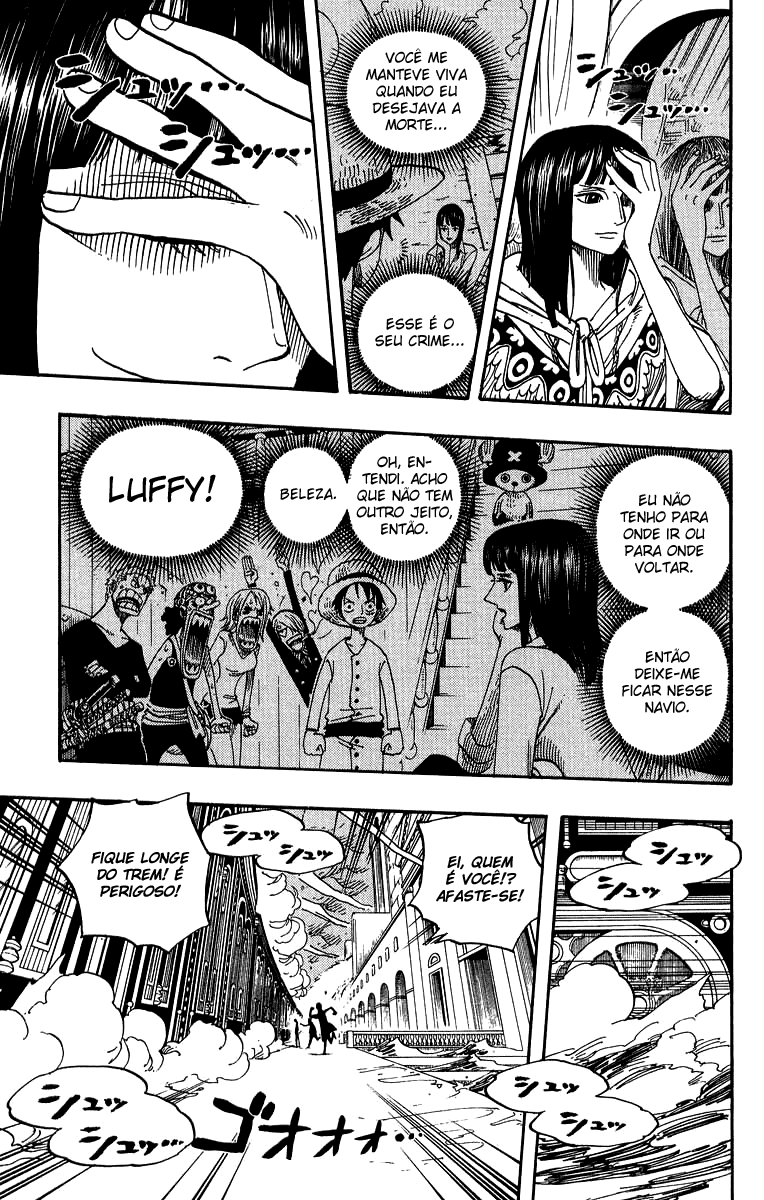 シュッ…
シュッ…
VOCÊ ME
MANTEVE VIVA
QUANDO EU
DESEJAVA A
MORTE...
ESSE É O
SEU CRIME...
シュッ…
シュッ…
EU NÃO
TENHO PARA
ONDE IR OU
PARA ONDE
VOLTAR.
ENTÃO
DEIXE-ME
FICAR NESSE
NAVIO.
OH, EN-
TENDI. ACHO
QUE NÃO TEM
OUTRO JEITO,
ENTÃO.
BELEZA.
LUFFY!
シュッ
シュッ
シュッ
シュッ
EI, QUEM
É VOCÊ!?
AFASTE-SE!
シュッ
シュッ
FIQUE LONGE
DO TREM! É
PERIGOSO!
シュッ
シュッ
ゴオオオ…